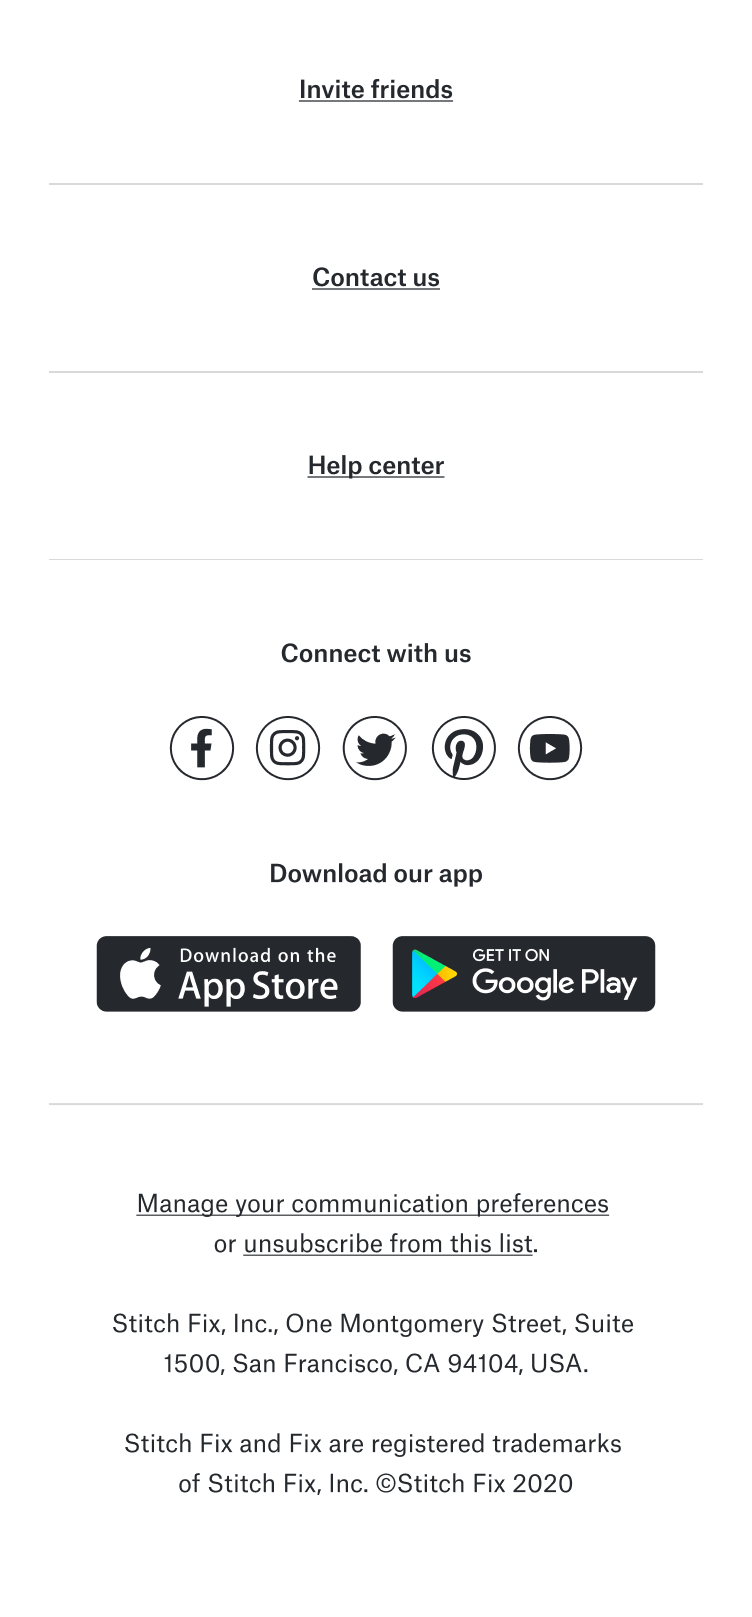 Invite friends
Contact us
Help center
Connect with us
Download our app
Download on the
App Store
GET IT ON
Google Play
Manage your communication preferences
or unsubscribe from this list.
Stitch Fix, Inc., One Montgomery Street, Suite
1500, San Francisco, CA 94104, USA.
Stitch Fix and Fix are registered trademarks
of Stitch Fix, Inc. ©Stitch Fix 2020